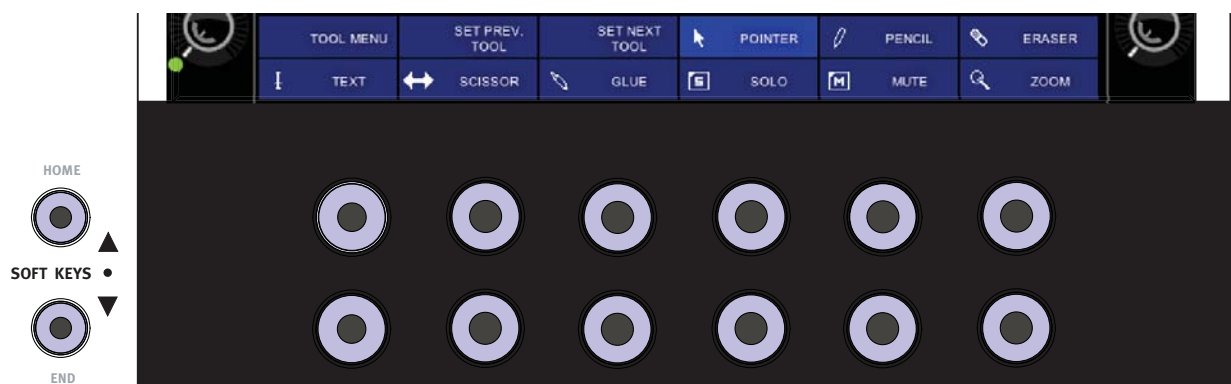 TOOL MENU
SET PREV.
TOOL
SET NEXT
TOOL
POINTER
PENCIL
ERASER
TEXT
SCISSOR
GLUE
S
SOLO
M
MUTE
ZOOM
HOME
SOFT KEYS
END